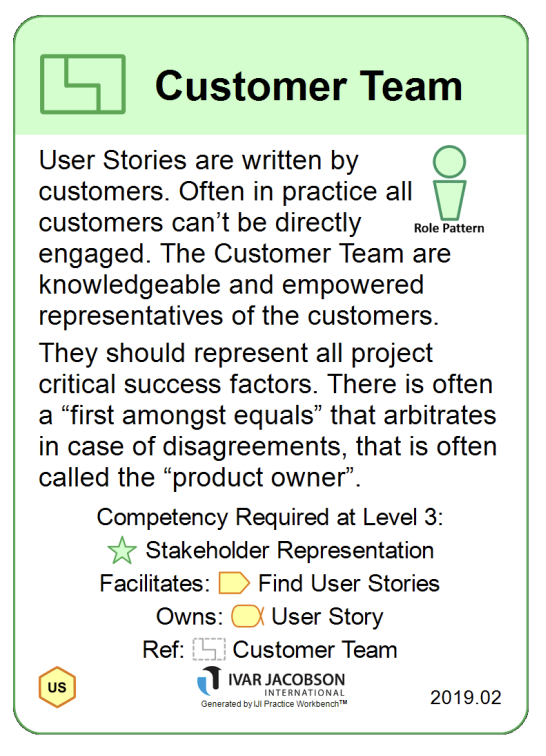 Customer Team
User Stories are written by
customers. Often in practice all
customers can’t be directly
engaged. The Customer Team are
knowledgeable and empowered
representatives of the customers.
Role Pattern
They should represent all project
critical success factors. There is often
a “first amongst equals” that arbitrates
in case of disagreements, that is often
called the “product owner”.
Competency Required at Level 3:
Stakeholder Representation
Facilitates: Find User Stories
Owns: User Story
Ref: Customer Team
US
IVAR JACOBSON
INTERNATIONAL
Generated by IJI Practice Workbench™
2019.02